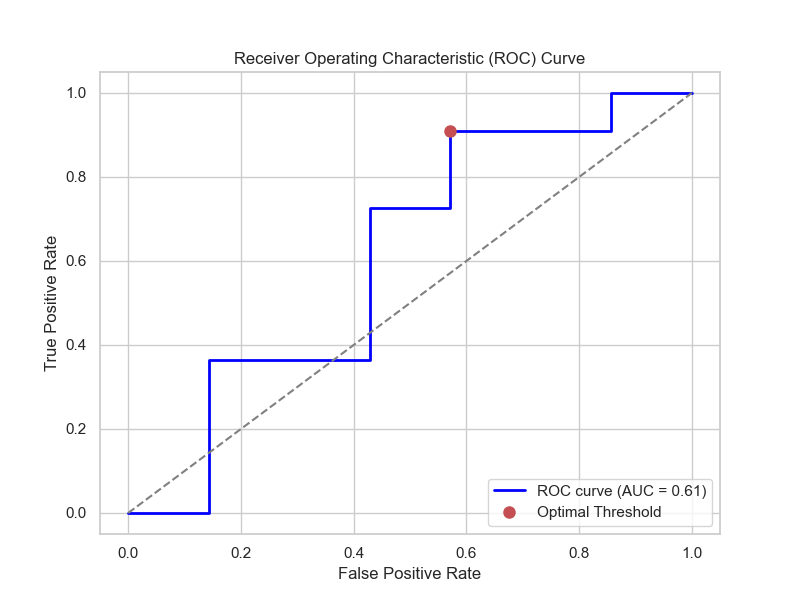 Receiver Operating Characteristic (ROC) Curve
1.0
0.8
0.6
0.4
0.2
0.0
True Positive Rate
ROC curve (AUC = 0.61)
Optimal Threshold
0.0 0.2 0.4 0.6 0.8 1.0
False Positive Rate